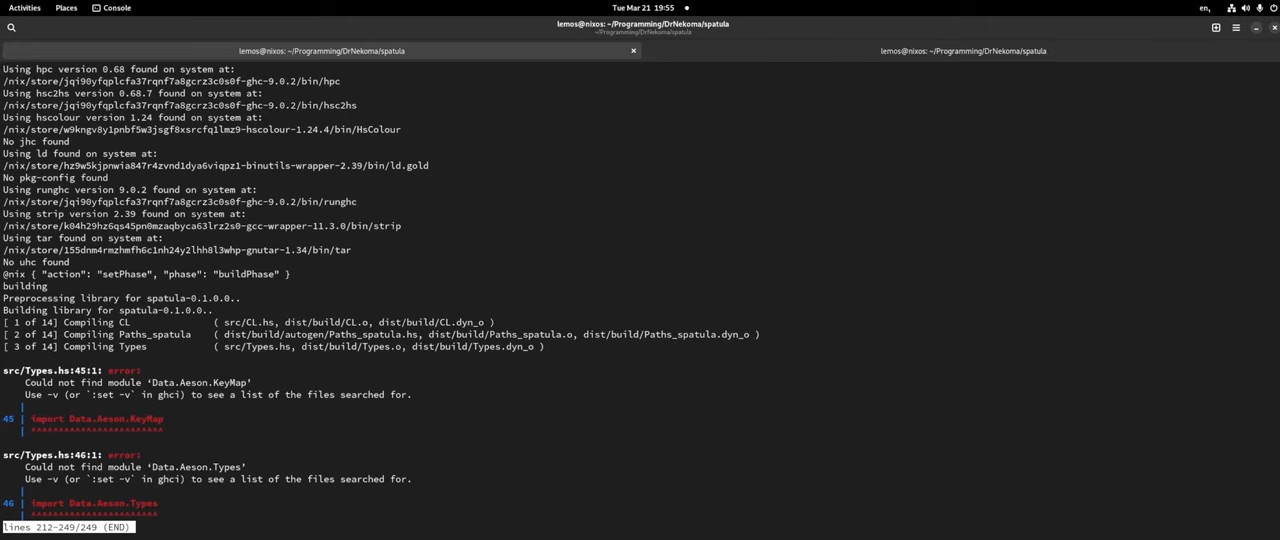 Activities Places Console Tue Mar 21 19:55 en,
lemos@nixos: ~/Programming/DrNekoma/spatula
~/Programming/DrNekoma/spatula
lemos@nixos: ~/Programming/DrNekoma/spatula × lemos@nixos: ~/Programming/DrNekoma/spatula
Using hpc version 0.68 found on system at:
/nix/store/jqi90yfqplcfa37rqnf7a8gcrz3c0s0f-ghc-9.0.2/bin/hpc
Using hsc2hs version 0.68.7 found on system at:
/nix/store/jqi90yfqplcfa37rqnf7a8gcrz3c0s0f-ghc-9.0.2/bin/hsc2hs
Using hscolour version 1.24 found on system at:
/nix/store/w9kngv8y1pnbf5w3jsgf8xsrcfq1lmz9-hscolour-1.24.4/bin/HsColour
No jhc found
Using ld found on system at:
/nix/store/hz9w5kjpnwia847r4zvnd1dya6viqpz1-binutils-wrapper-2.39/bin/ld.gold
No pkg-config found
Using runghc version 9.0.2 found on system at:
/nix/store/jqi90yfqplcfa37rqnf7a8gcrz3c0s0f-ghc-9.0.2/bin/runghc
Using strip version 2.39 found on system at:
/nix/store/k04h29hz6qs45pn0mzaqbyca63lrz2s0-gcc-wrapper-11.3.0/bin/strip
Using tar found on system at:
/nix/store/155dnm4rmzhmfh6c1nh24y2lhh8l3whp-gnutar-1.34/bin/tar
No uhc found
@nix { "action": "setPhase", "phase": "buildPhase" }
building
Preprocessing library for spatula-0.1.0.0..
Building library for spatula-0.1.0.0..
[ 1 of 14] Compiling CL ( src/CL.hs, dist/build/CL.o, dist/build/CL.dyn_o )
[ 2 of 14] Compiling Paths_spatula ( dist/build/autogen/Paths_spatula.hs, dist/build/Paths_spatula.o, dist/build/Paths_spatula.dyn_o )
[ 3 of 14] Compiling Types ( src/Types.hs, dist/build/Types.o, dist/build/Types.dyn_o )
src/Types.hs:45:1: error:
Could not find module ‘Data.Aeson.KeyMap’
Use -v (or `:set -v` in ghci) to see a list of the files searched for.
|
45 | import Data.Aeson.KeyMap
| ^^^^^^^^^^^^^^^^^^^^^^^^
src/Types.hs:46:1: error:
Could not find module ‘Data.Aeson.Types’
Use -v (or `:set -v` in ghci) to see a list of the files searched for.
|
46 | import Data.Aeson.Types
| ^^^^^^^^^^^^^^^^^^^^^^^
lines 212-249/249 (END)